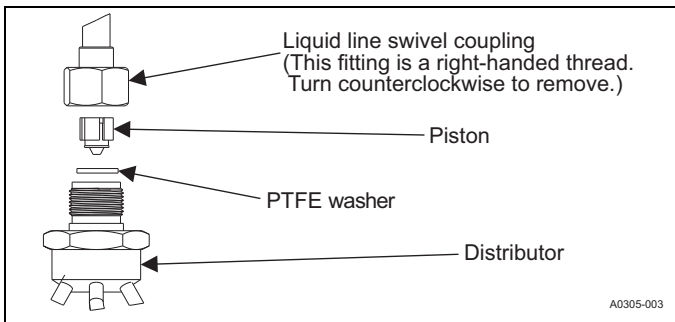 Liquid line swivel coupling
(This fitting is a right-handed thread.
Turn counterclockwise to remove.)
Piston
PTFE washer
Distributor
A0305-003